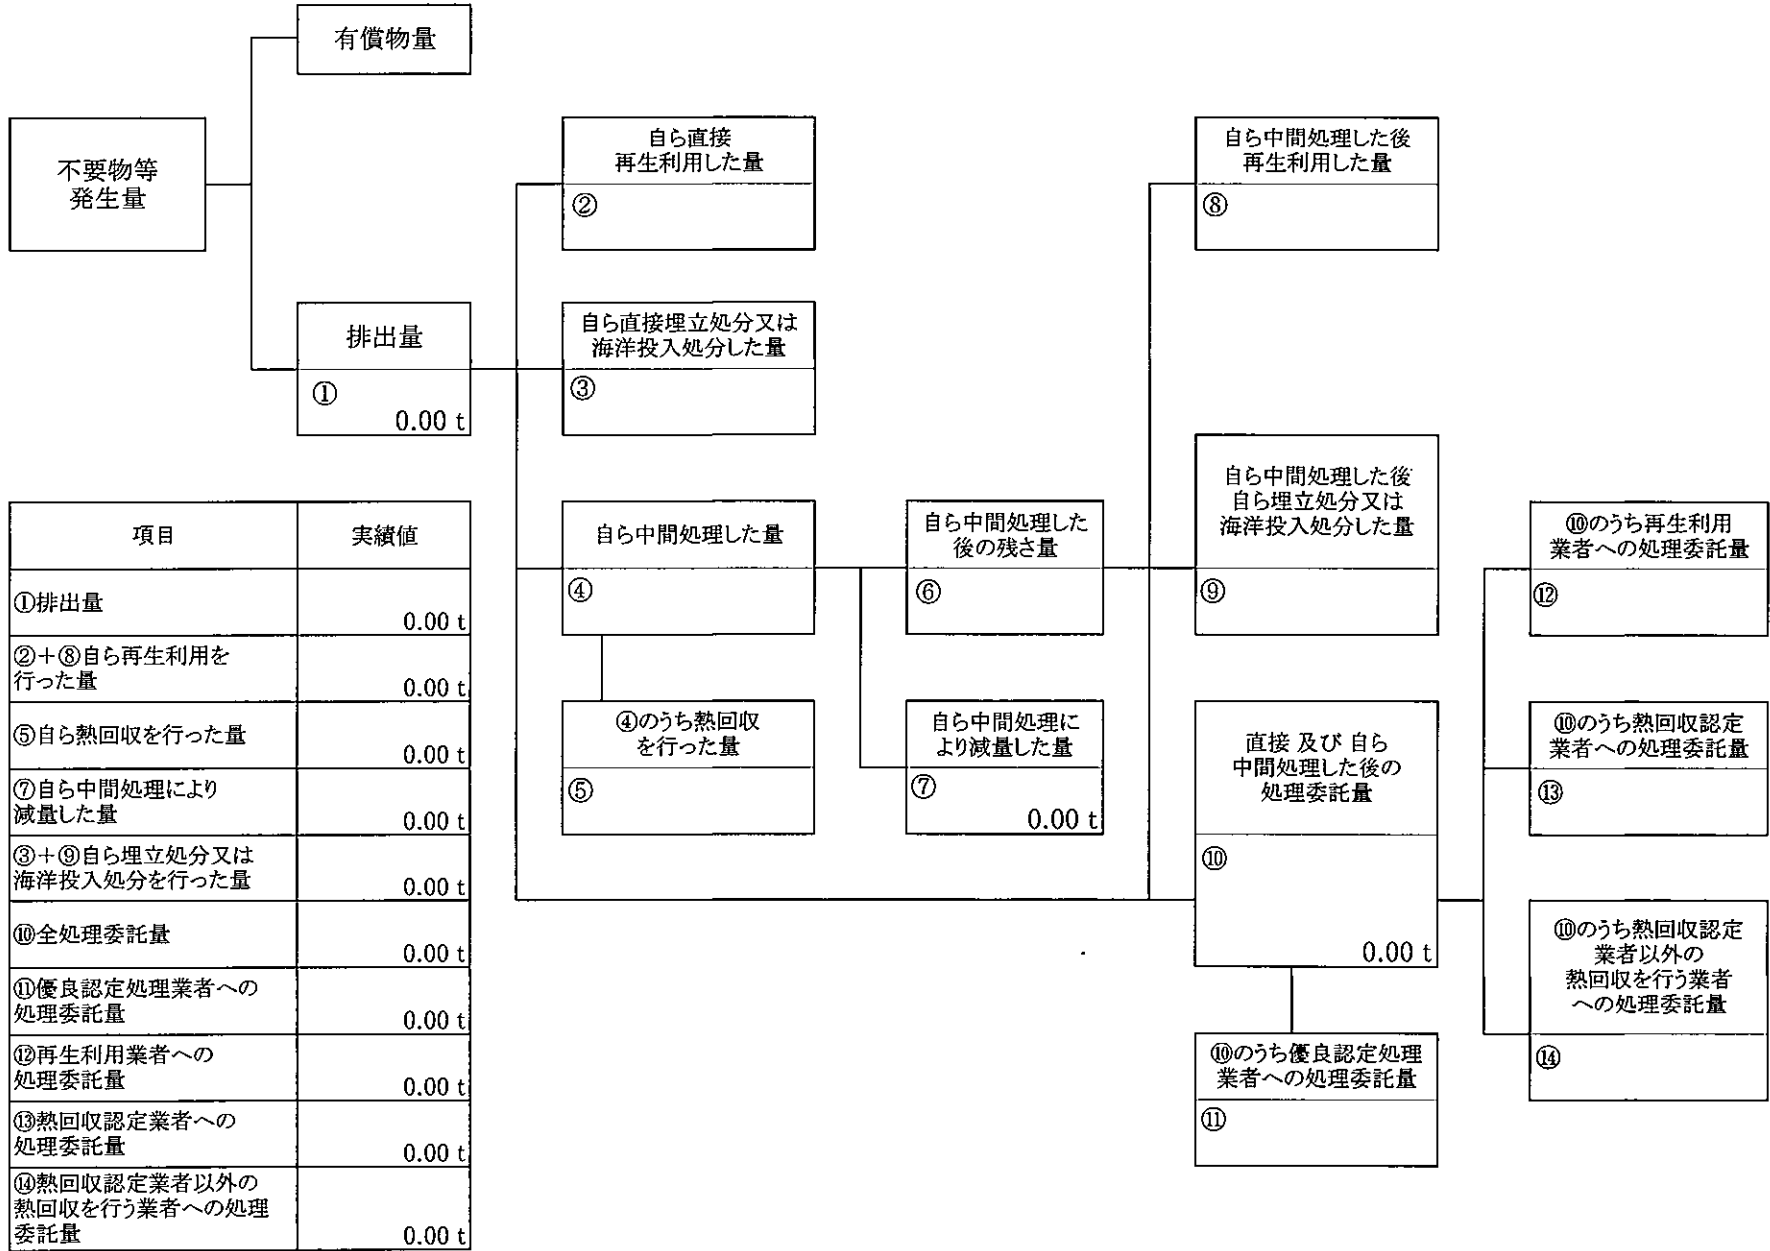 有償物量
不要物等
発生量
自ら直接
再生利用した量
②
自ら中間処理した後
再生利用した量
⑧
排出量
①
0.00 t
自ら直接埋立処分又は
海洋投入処分した量
③
項目 実績値
①排出量
0.00 t
②+⑧自ら再生利用を
行った量
0.00 t
⑤自ら熱回収を行った量
0.00 t
⑦自ら中間処理により
減量した量
0.00 t
③+⑨自ら埋立処分又は
海洋投入処分を行った量
0.00 t
⑩全処理委託量
0.00 t
⑪優良認定処理業者への
処理委託量
0.00 t
⑫再生利用業者への
処理委託量
0.00 t
⑬熱回収認定業者への
処理委託量
0.00 t
⑭熱回収認定業者以外の
熱回収を行う業者への処理
委託量
0.00 t
自ら中間処理した量
④
④のうち熱回収
を行った量
⑤
自ら中間処理した
後の残さ量
⑥
自ら中間処理に
より減量した量
⑦
0.00 t
自ら中間処理した後
自ら埋立処分又は
海洋投入処分した量
⑨
直接 及び 自ら
中間処理した後の
処理委託量
⑩
0.00 t
⑩のうち優良認定処理
業者への処理委託量
⑪
⑩のうち再生利用
業者への処理委託量
⑫
⑩のうち熱回収認定
業者への処理委託量
⑬
⑩のうち熱回収認定
業者以外の
熱回収を行う業者
への処理委託量
⑭